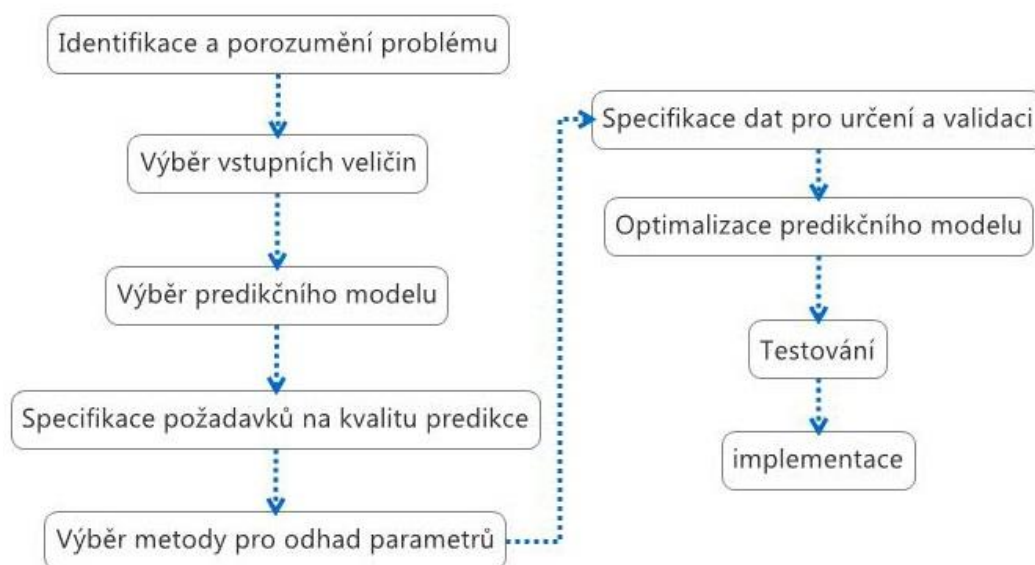 Identifikace a porozumění problému
Výběr vstupních veličin
Výběr predikčního modelu
Specifikace požadavků na kvalitu predikce
Výběr metody pro odhad parametrů
Specifikace dat pro určení a validaci
Optimalizace predikčního modelu
Testování
implementace